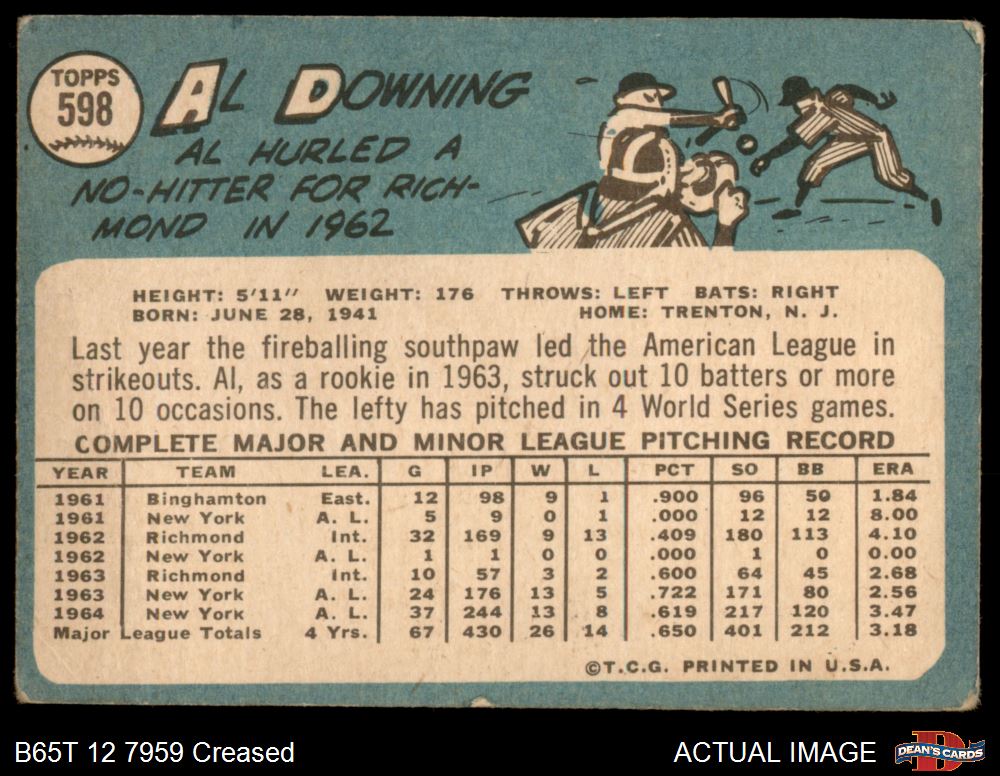 TOPPS
598
AL DOWNING
AL HURLED A
NO-HITTER FOR RICH-
MOND IN 1962
HEIGHT: 5'11" WEIGHT: 176 THROWS: LEFT BATS: RIGHT
BORN: JUNE 28, 1941 HOME: TRENTON, N. J.
Last year the fireballing southpaw led the American League in
strikeouts. Al, as a rookie in 1963, struck out 10 batters or more
on 10 occasions. The lefty has pitched in 4 World Series games.
COMPLETE MAJOR AND MINOR LEAGUE PITCHING RECORD
YEAR TEAM LEA. G IP W L PCT SO BB ERA
1961 Binghamton East. 12 98 9 1 .900 96 50 1.84
1961 New York A. L. 5 9 0 1 .000 12 12 8.00
1962 Richmond Int. 32 169 9 13 .409 180 113 4.10
1962 New York A. L. 1 1 0 0 .000 1 0 0.00
1963 Richmond Int. 10 57 3 2 .600 64 45 2.68
1963 New York A. L. 24 176 13 5 .722 171 80 2.56
1964 New York A. L. 37 244 13 8 .619 217 120 3.47
Major League Totals 4 Yrs. 67 430 26 14 .650 401 212 3.18
©T.C.G. PRINTED IN U.S.A.
B65T 12 7959 Creased
ACTUAL IMAGE
D
DEAN'S CARDS